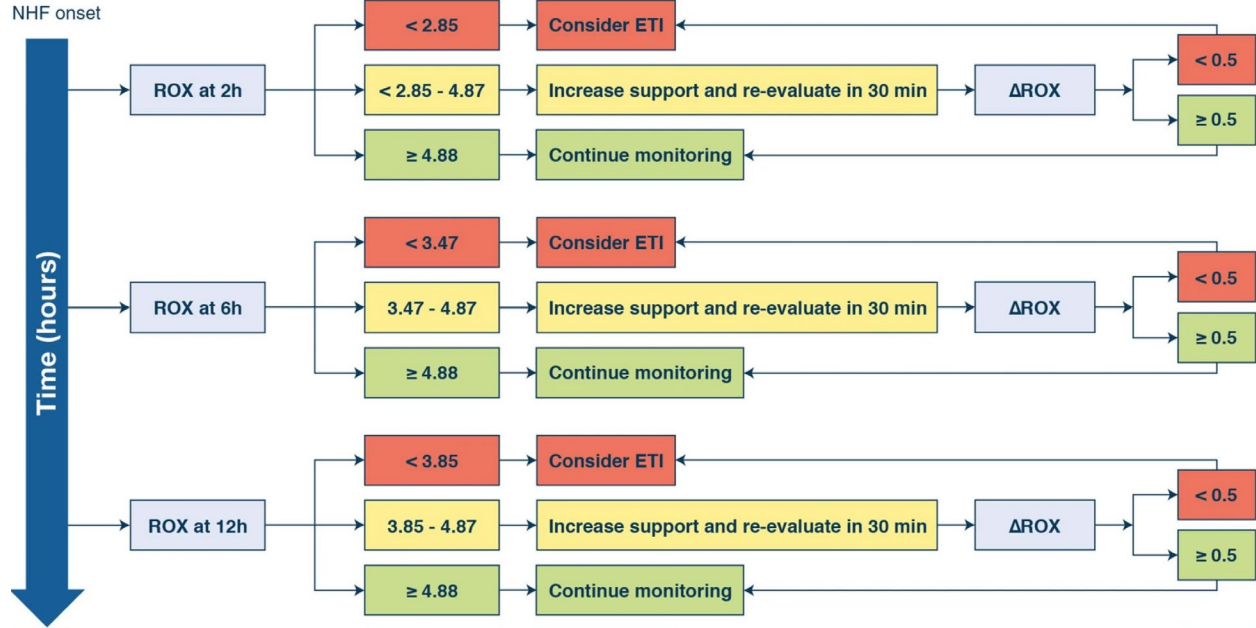 NHF onset
Time (hours)
ROX at 2h
< 2.85
Consider ETI
< 2.85 - 4.87
Increase support and re-evaluate in 30 min
ΔROX
< 0.5
≥ 0.5
≥ 4.88
Continue monitoring
ROX at 6h
< 3.47
Consider ETI
3.47 - 4.87
Increase support and re-evaluate in 30 min
ΔROX
< 0.5
≥ 0.5
≥ 4.88
Continue monitoring
ROX at 12h
< 3.85
Consider ETI
3.85 - 4.87
Increase support and re-evaluate in 30 min
ΔROX
< 0.5
≥ 0.5
≥ 4.88
Continue monitoring